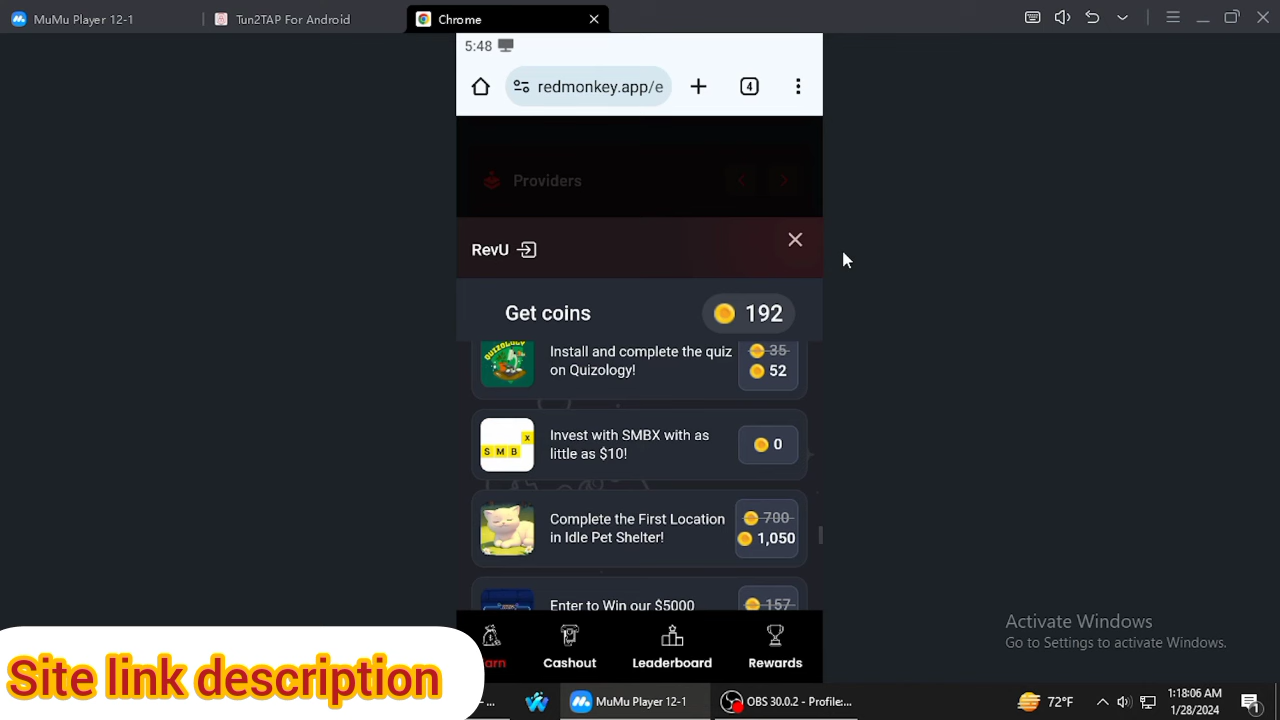 MuMu Player 12-1
Tun2TAP For Android
Chrome
5:48
redmonkey.app/e
4
Providers
RevU
Get coins
192
QUIZOLOGY
Install and complete the quiz
on Quizology!
35
52
S M B X
Invest with SMBX with as
little as $10!
0
Complete the First Location
in Idle Pet Shelter!
700
1,050
Enter to Win our $5000
157
arn
Cashout
Leaderboard
Rewards
Activate Windows
Go to Settings to activate Windows.
Site link description
...
MuMu Player 12-1
OBS 30.0.2 - Profile:...
72°F
1:18:06 AM
1/28/2024
1